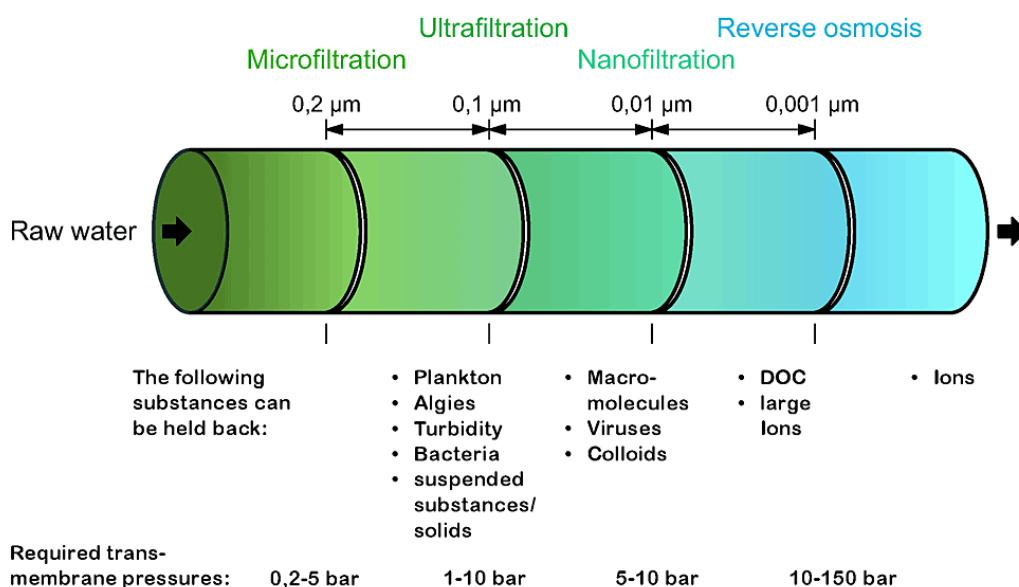 Ultrafiltration
Reverse osmosis
Microfiltration
Nanofiltration
0,2 µm
0,1 µm
0,01 µm
0,001 µm
Raw water
The following
substances can
be held back:
• Plankton
• Algies
• Turbidity
• Bacteria
• suspended
substances/
solids
• Macro-
molecules
• Viruses
• Colloids
• DOC
• large
Ions
• Ions
Required trans-
membrane pressures:
0,2-5 bar
1-10 bar
5-10 bar
10-150 bar